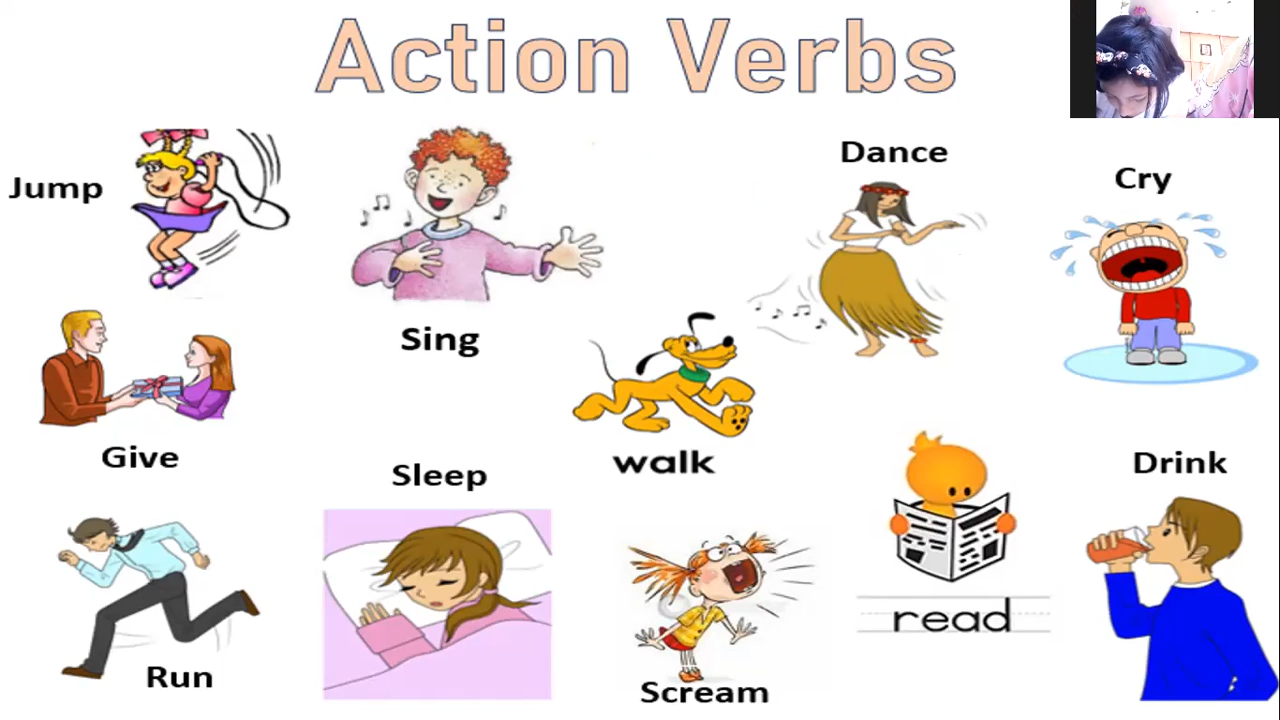 Action Verbs
Jump
Sing
Dance
Cry
Give
Sleep
walk
Drink
Run
Scream
read